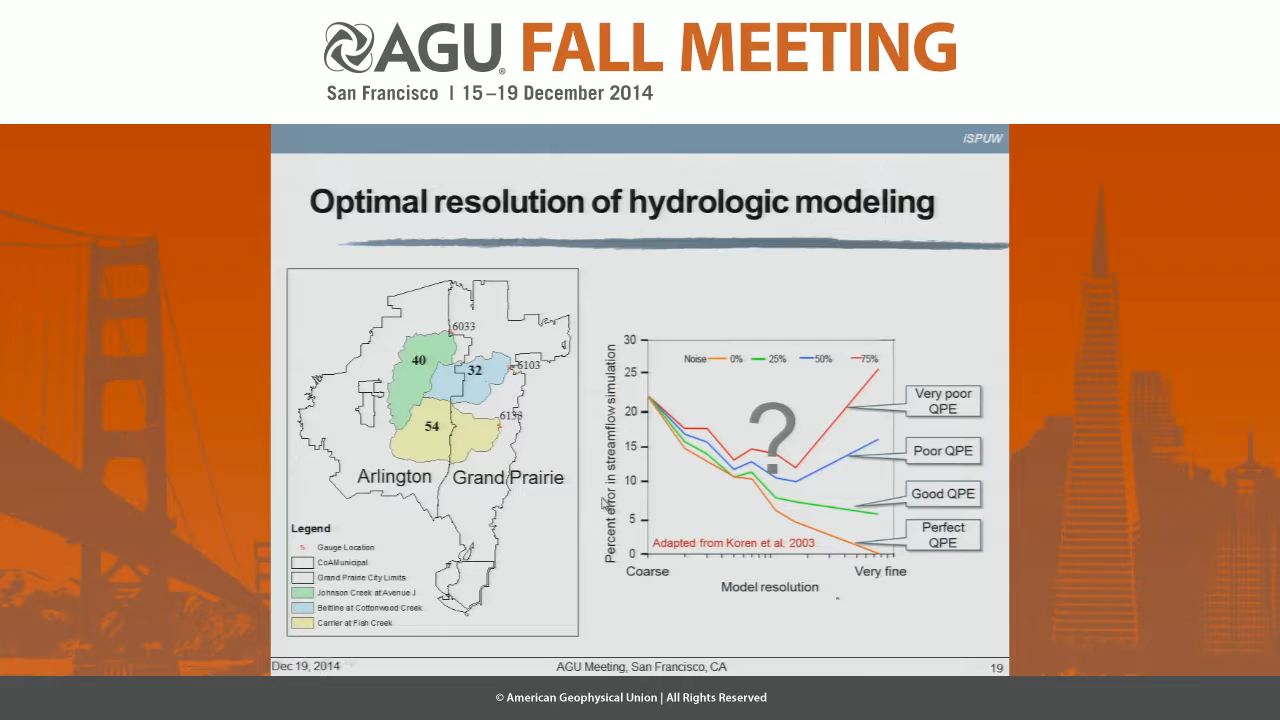 AGU FALL MEETING
San Francisco | 15–19 December 2014
iSPUW
Optimal resolution of hydrologic modeling
6033
40
32
6103
54
6133
Arlington
Grand Prairie
Legend
Gauge Location
CoAMunicipal
Grand Prairie City Limits
Johnson Creek at Avenue J
Beltline at Cottonwood Creek
Carrier at Fish Creek
Percent error in streamflow simulation
30
25
20
15
10
5
0
Noise 0% 25% 50% 75%
?
Very poor
QPE
Poor QPE
Good QPE
Perfect
QPE
Adapted from Koren et al. 2003
Coarse
Very fine
Model resolution
Dec 19, 2014
AGU Meeting, San Francisco, CA
19
© American Geophysical Union | All Rights Reserved